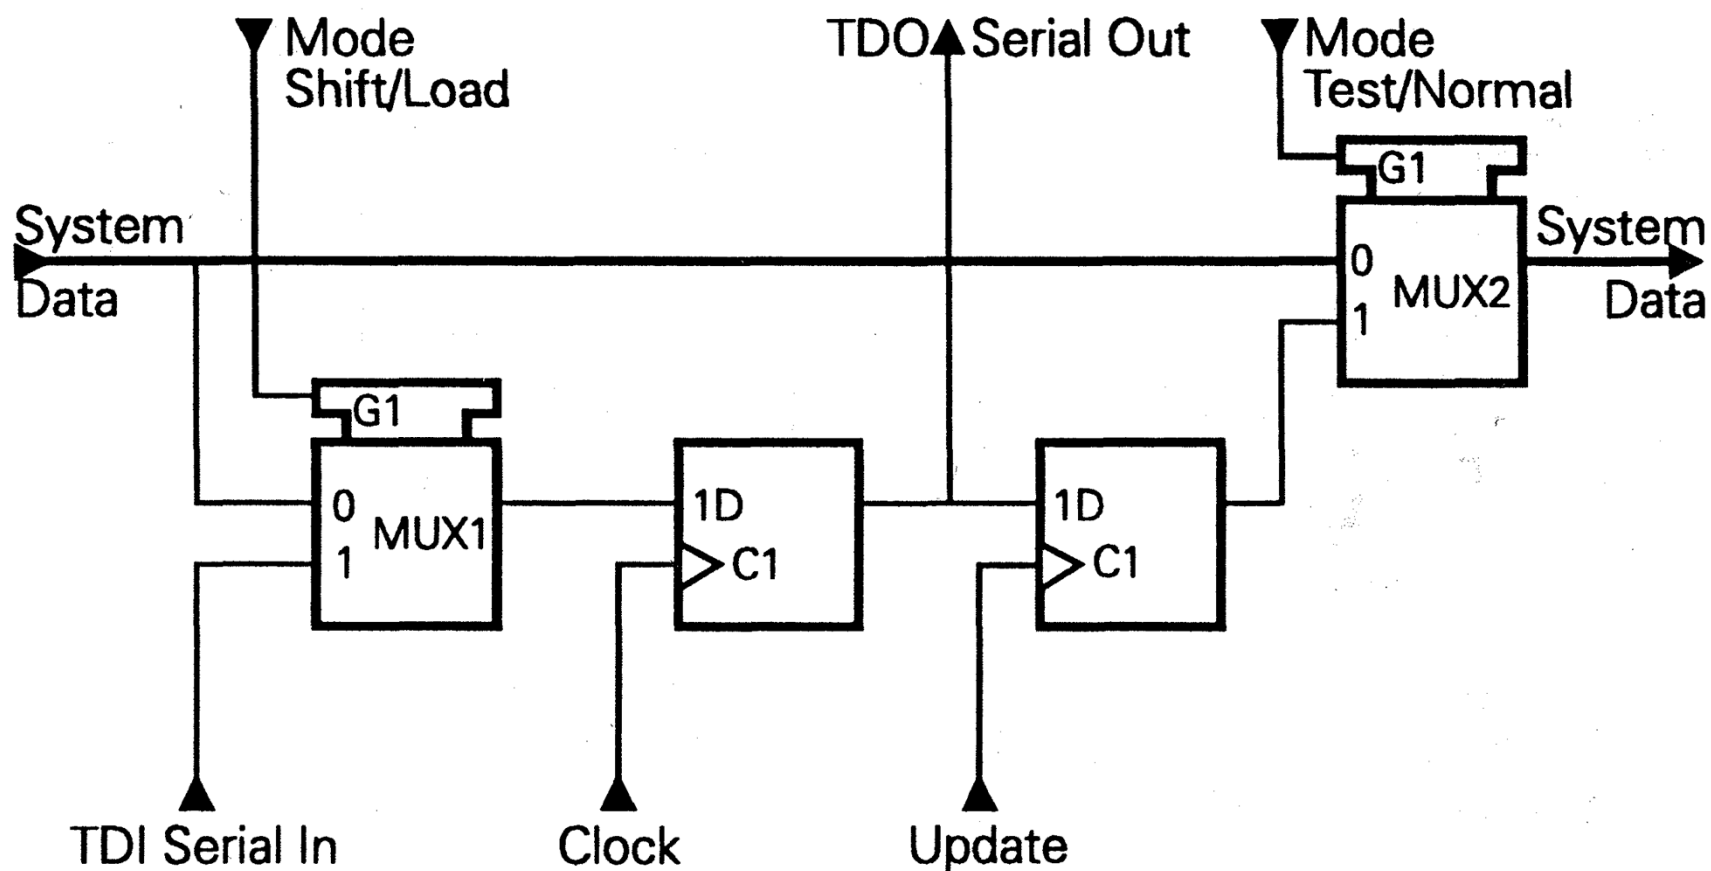 Mode
Shift/Load
TDO Serial Out
Mode
Test/Normal
G1
System
Data
0
1
MUX2
System
Data
G1
0
1
MUX1
1D
C1
1D
C1
TDI Serial In
Clock
Update